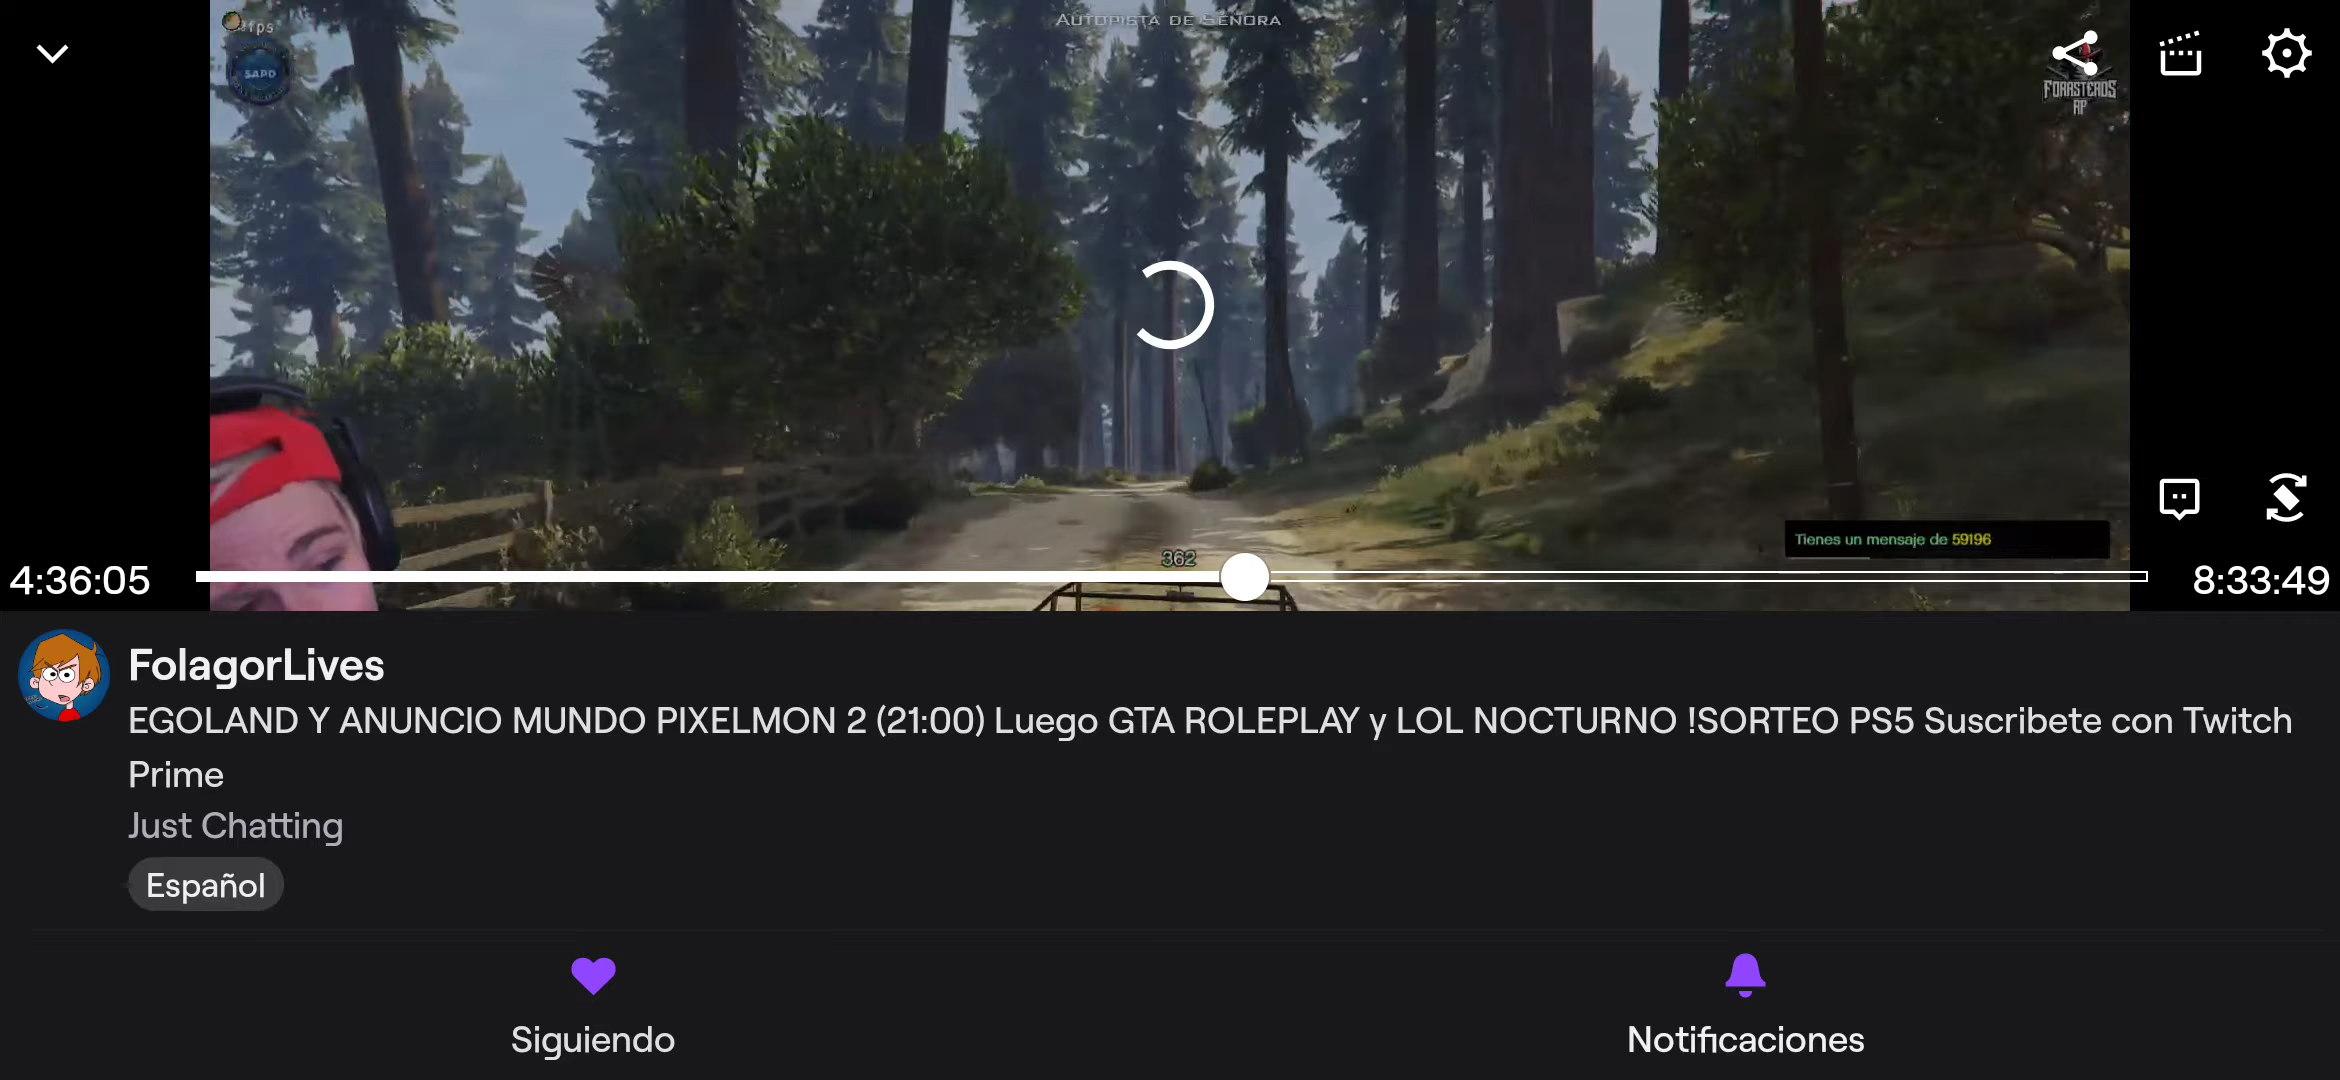 fps
AUTOPISTA DE SEÑORA
SAPD
FORASTEROS
RP
Tienes un mensaje de 59196
362
4:36:05
8:33:49
FolagorLives
EGOLAND Y ANUNCIO MUNDO PIXELMON 2 (21:00) Luego GTA ROLEPLAY y LOL NOCTURNO !SORTEO PS5 Suscribete con Twitch
Prime
Just Chatting
Español
Siguiendo
Notificaciones